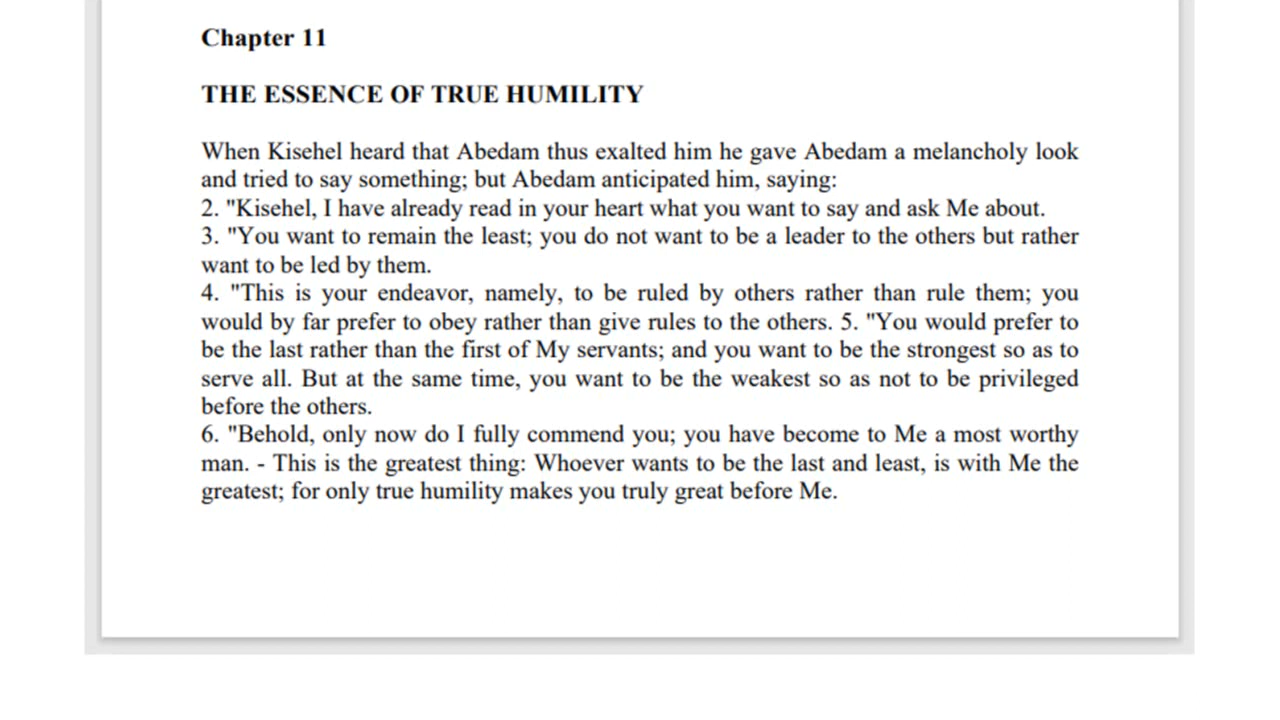 Chapter 11
THE ESSENCE OF TRUE HUMILITY
When Kisehel heard that Abedam thus exalted him he gave Abedam a melancholy look
and tried to say something; but Abedam anticipated him, saying:
2. "Kisehel, I have already read in your heart what you want to say and ask Me about.
3. "You want to remain the least; you do not want to be a leader to the others but rather
want to be led by them.
4. "This is your endeavor, namely, to be ruled by others rather than rule them; you
would by far prefer to obey rather than give rules to the others. 5. "You would prefer to
be the last rather than the first of My servants; and you want to be the strongest so as to
serve all. But at the same time, you want to be the weakest so as not to be privileged
before the others.
6. "Behold, only now do I fully commend you; you have become to Me a most worthy
man. - This is the greatest thing: Whoever wants to be the last and least, is with Me the
greatest; for only true humility makes you truly great before Me.